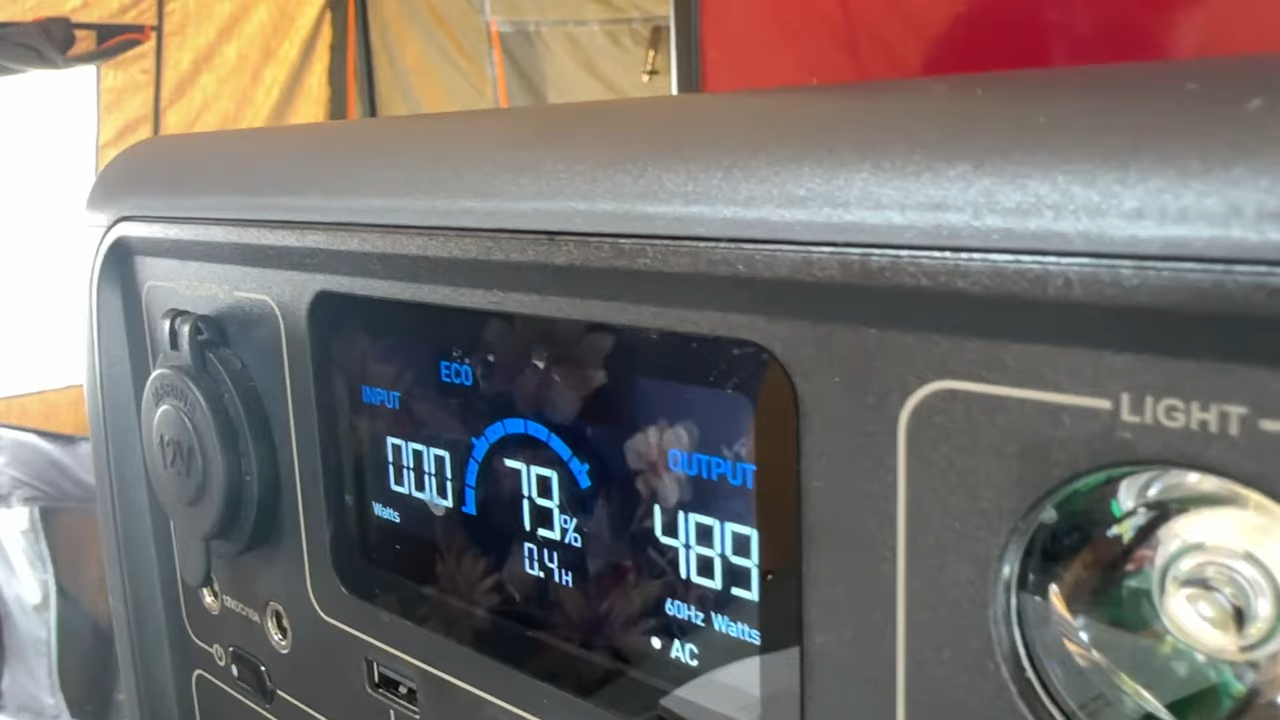 ECO
INPUT
000
Watts
79%
0.4H
OUTPUT
489
60Hz Watts
AC
LIGHT
12V